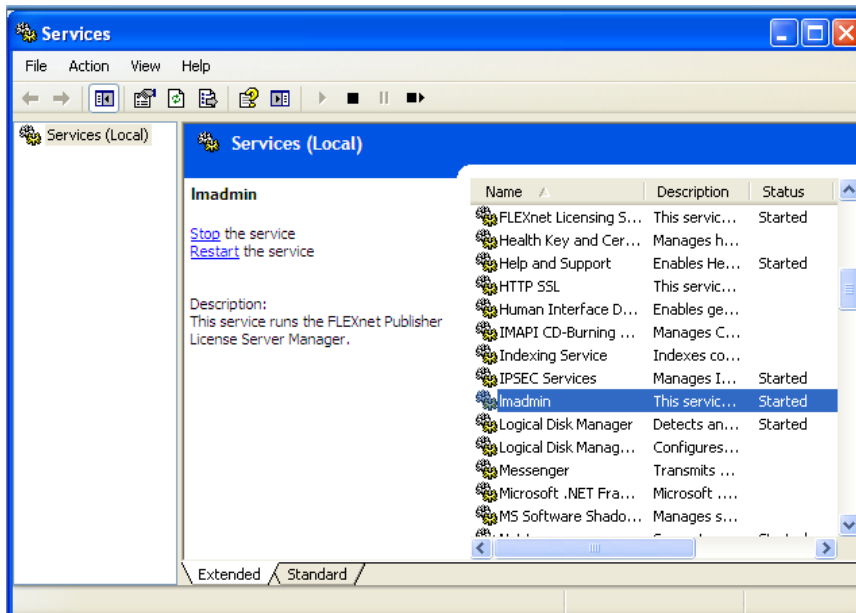 Services
File Action View Help
Services (Local)
Services (Local)
lmadmin
Stop the service
Restart the service
Description:
This service runs the FLEXnet Publisher
License Server Manager.
Name Description Status
FLEXnet Licensing S... This servic... Started
Health Key and Cer... Manages h...
Help and Support Enables He... Started
HTTP SSL This servic...
Human Interface D... Enables ge...
IMAPI CD-Burning ... Manages C...
Indexing Service Indexes co...
IPSEC Services Manages I... Started
lmadmin This servic... Started
Logical Disk Manager Detects an... Started
Logical Disk Manag... Configures...
Messenger Transmits ...
Microsoft .NET Fra... Microsoft ....
MS Software Shado... Manages s...
Extended Standard